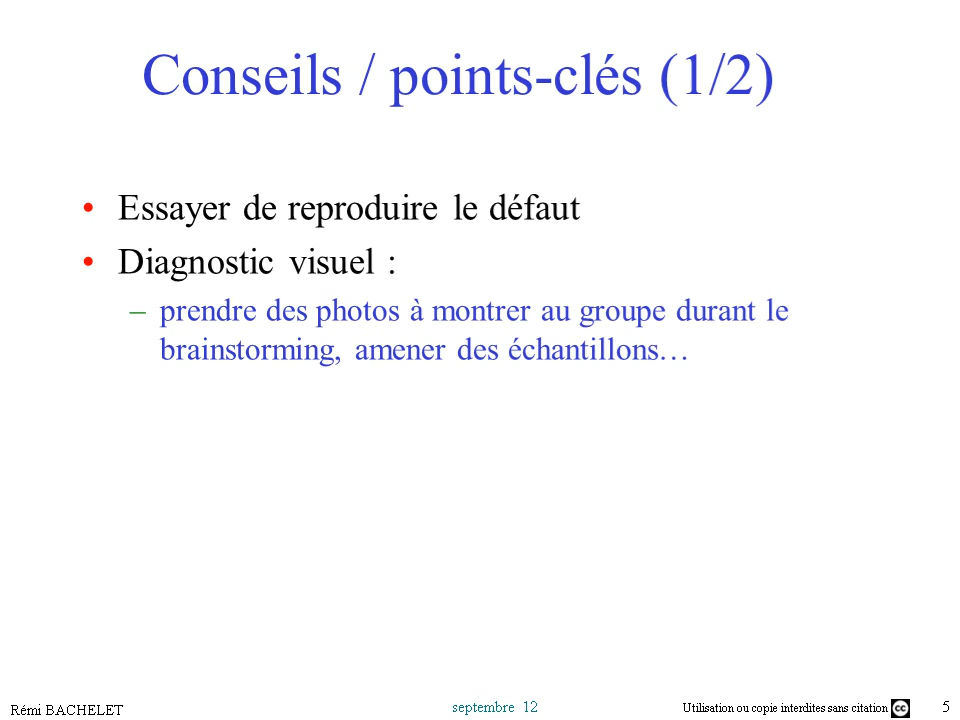 Conseils / points-clés (1/2)
• Essayer de reproduire le défaut
• Diagnostic visuel :
– prendre des photos à montrer au groupe durant le
brainstorming, amener des échantillons…
Rémi BACHELET
septembre 12
Utilisation ou copie interdites sans citation cc
5